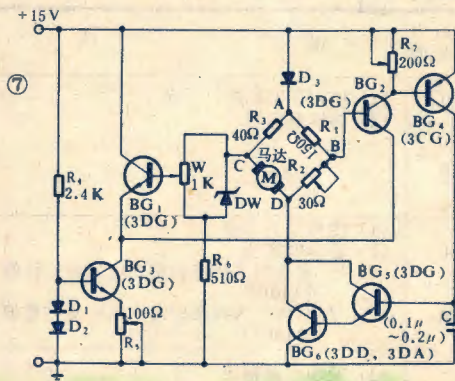 +15V
⑦
R₇
200Ω
D₃
A
(3DG)
BG₂
BG₄
(3CG)
R₃
40Ω
R₁
150Ω
B
R₄
2.4K
W
1K
C
马达
M
R₂
30Ω
BG₁
(3DG)
DW
D
BG₃
(3DG)
R₆
510Ω
BG₅(3DG)
D₁
D₂
100Ω
R₅
(0.1μ
~0.2μ)
C
BG₆(3DD、3DA)